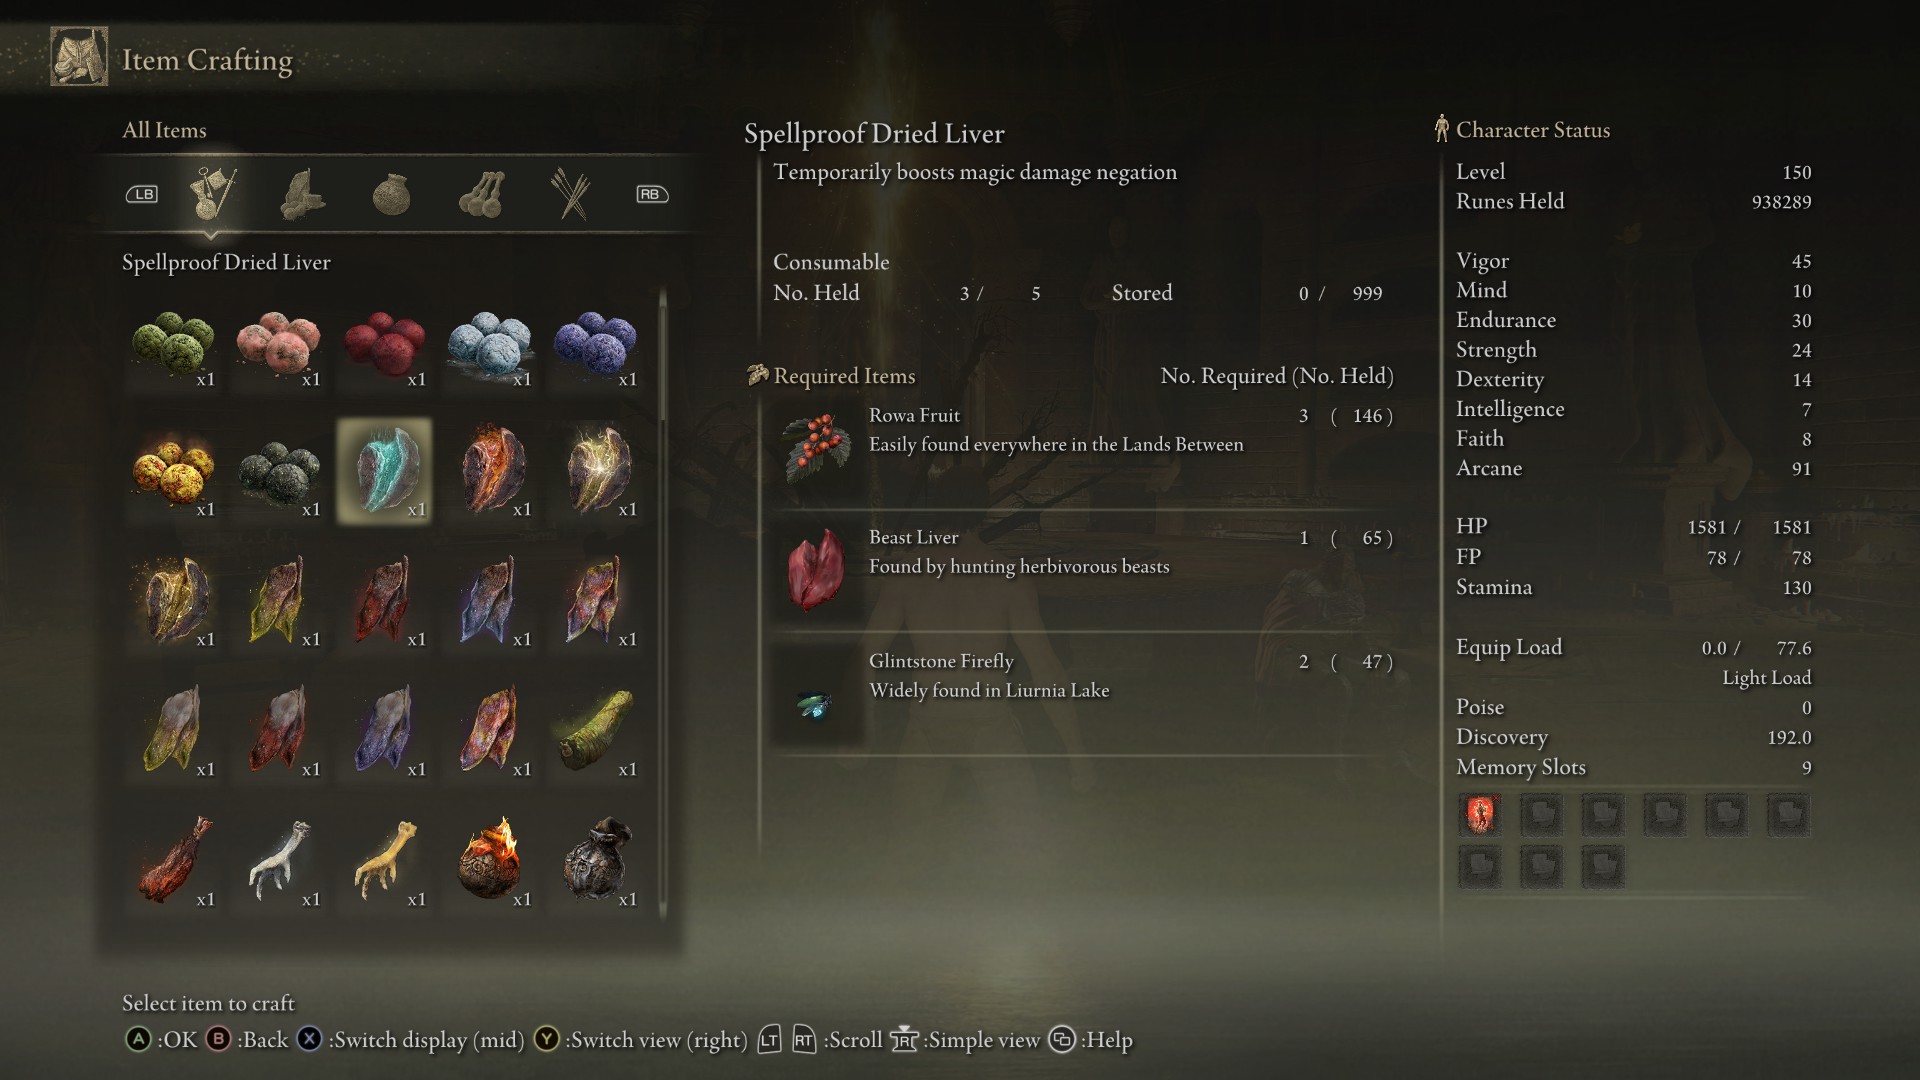 Item Crafting
All Items
LB
RB
Spellproof Dried Liver
x1 x1 x1 x1 x1
x1 x1 x1 x1 x1
x1 x1 x1 x1 x1
x1 x1 x1 x1 x1
x1 x1 x1 x1 x1
Spellproof Dried Liver
Temporarily boosts magic damage negation
Consumable
No. Held 3 / 5 Stored 0 / 999
Required Items No. Required (No. Held)
Rowa Fruit 3 ( 146 )
Easily found everywhere in the Lands Between
Beast Liver 1 ( 65 )
Found by hunting herbivorous beasts
Glintstone Firefly 2 ( 47 )
Widely found in Liurnia Lake
Character Status
Level 150
Runes Held 938289
Vigor 45
Mind 10
Endurance 30
Strength 24
Dexterity 14
Intelligence 7
Faith 8
Arcane 91
HP 1581 / 1581
FP 78 / 78
Stamina 130
Equip Load 0.0 / 77.6
Light Load
Poise 0
Discovery 192.0
Memory Slots 9
Select item to craft
A :OK B :Back X :Switch display (mid) Y :Switch view (right) LT RT :Scroll R :Simple view :Help